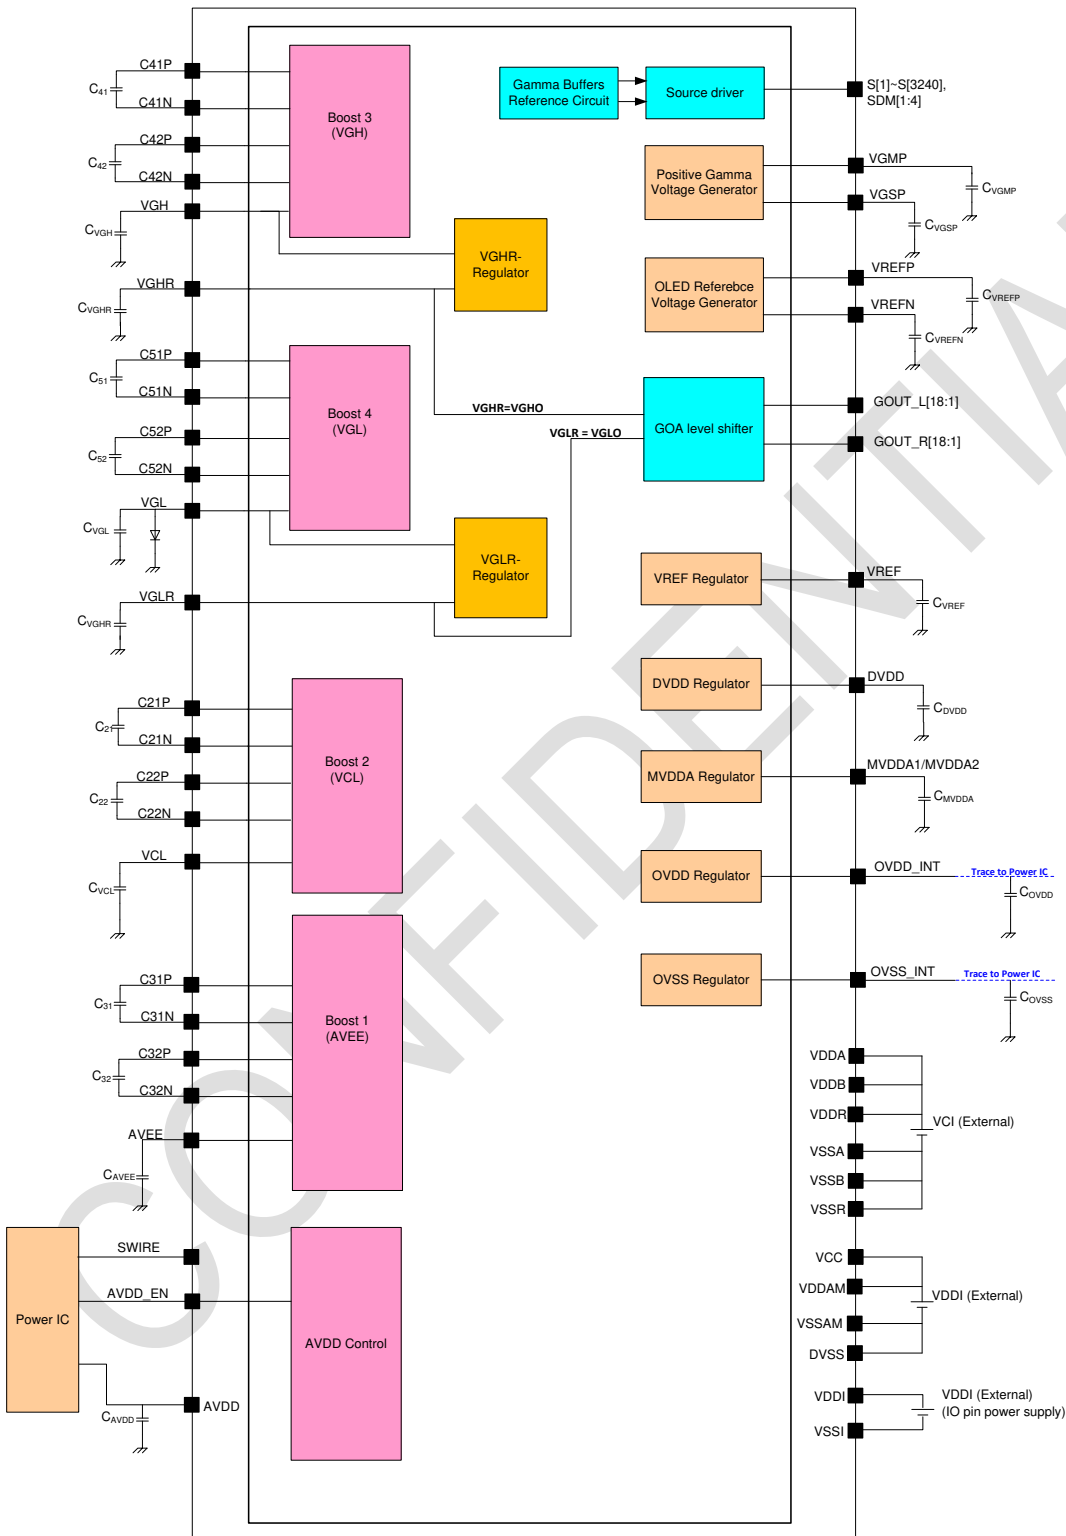 C41P
C41
C41N
C42P
C42
C42N
VGH
CVGH
VGHR
CVGHR
C51P
C51
C51N
C52P
C52
C52N
VGL
CVGL
VGLR
CVGHR
C21P
C21
C21N
C22P
C22
C22N
VCL
CVCL
C31P
C31
C31N
C32P
C32
C32N
AVEE
CAVEE
SWIRE
AVDD_EN
Power IC
AVDD
CAVDD
Boost 3
(VGH)
VGHR-
Regulator
Boost 4
(VGL)
VGHR=VGHO
VGLR = VGLO
VGLR-
Regulator
Boost 2
(VCL)
Boost 1
(AVEE)
AVDD Control
Gamma Buffers
Reference Circuit
Source driver
Positive Gamma
Voltage Generator
OLED Referebce
Voltage Generator
GOA level shifter
VREF Regulator
DVDD Regulator
MVDDA Regulator
OVDD Regulator
OVSS Regulator
S[1]~S[3240],
SDM[1:4]
VGMP
CVGMP
VGSP
CVGSP
VREFP
CVREFP
VREFN
CVREFN
GOUT_L[18:1]
GOUT_R[18:1]
VREF
CVREF
DVDD
CDVDD
MVDDA1/MVDDA2
CMVDDA
OVDD_INT
Trace to Power IC
COVDD
OVSS_INT
Trace to Power IC
COVSS
VDDA
VDDB
VDDR
VCI (External)
VSSA
VSSB
VSSR
VCC
VDDAM
VDDI (External)
VSSAM
DVSS
VDDI
VDDI (External)
(IO pin power supply)
VSSI
CONFIDENTIA